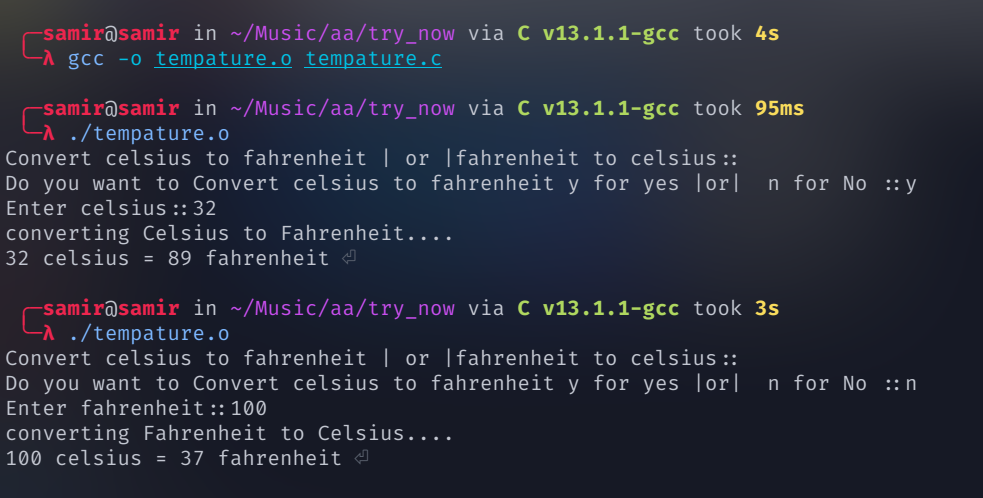 samir@samir in ~/Music/aa/try_now via C v13.1.1-gcc took 4s
λ gcc -o tempature.o tempature.c
samir@samir in ~/Music/aa/try_now via C v13.1.1-gcc took 95ms
λ ./tempature.o
Convert celsius to fahrenheit | or |fahrenheit to celsius::
Do you want to Convert celsius to fahrenheit y for yes |or|  n for No ::y
Enter celsius::32
converting Celsius to Fahrenheit....
32 celsius = 89 fahrenheit ⏎
samir@samir in ~/Music/aa/try_now via C v13.1.1-gcc took 3s
λ ./tempature.o
Convert celsius to fahrenheit | or |fahrenheit to celsius::
Do you want to Convert celsius to fahrenheit y for yes |or|  n for No ::n
Enter fahrenheit::100
converting Fahrenheit to Celsius....
100 celsius = 37 fahrenheit ⏎